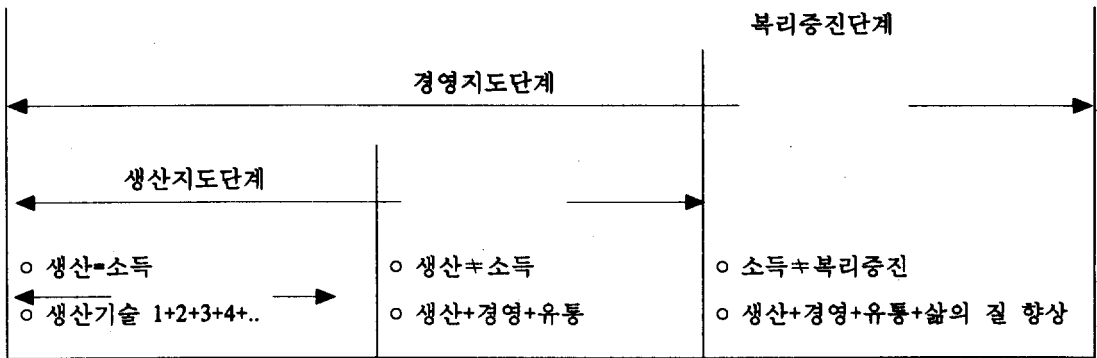 복리증진단계
경영지도단계
생산지도단계
○ 생산=소득
○ 생산기술 1+2+3+4+..
○ 생산≠소득
○ 생산+경영+유통
○ 소득≠복리증진
○ 생산+경영+유통+삶의 질 향상